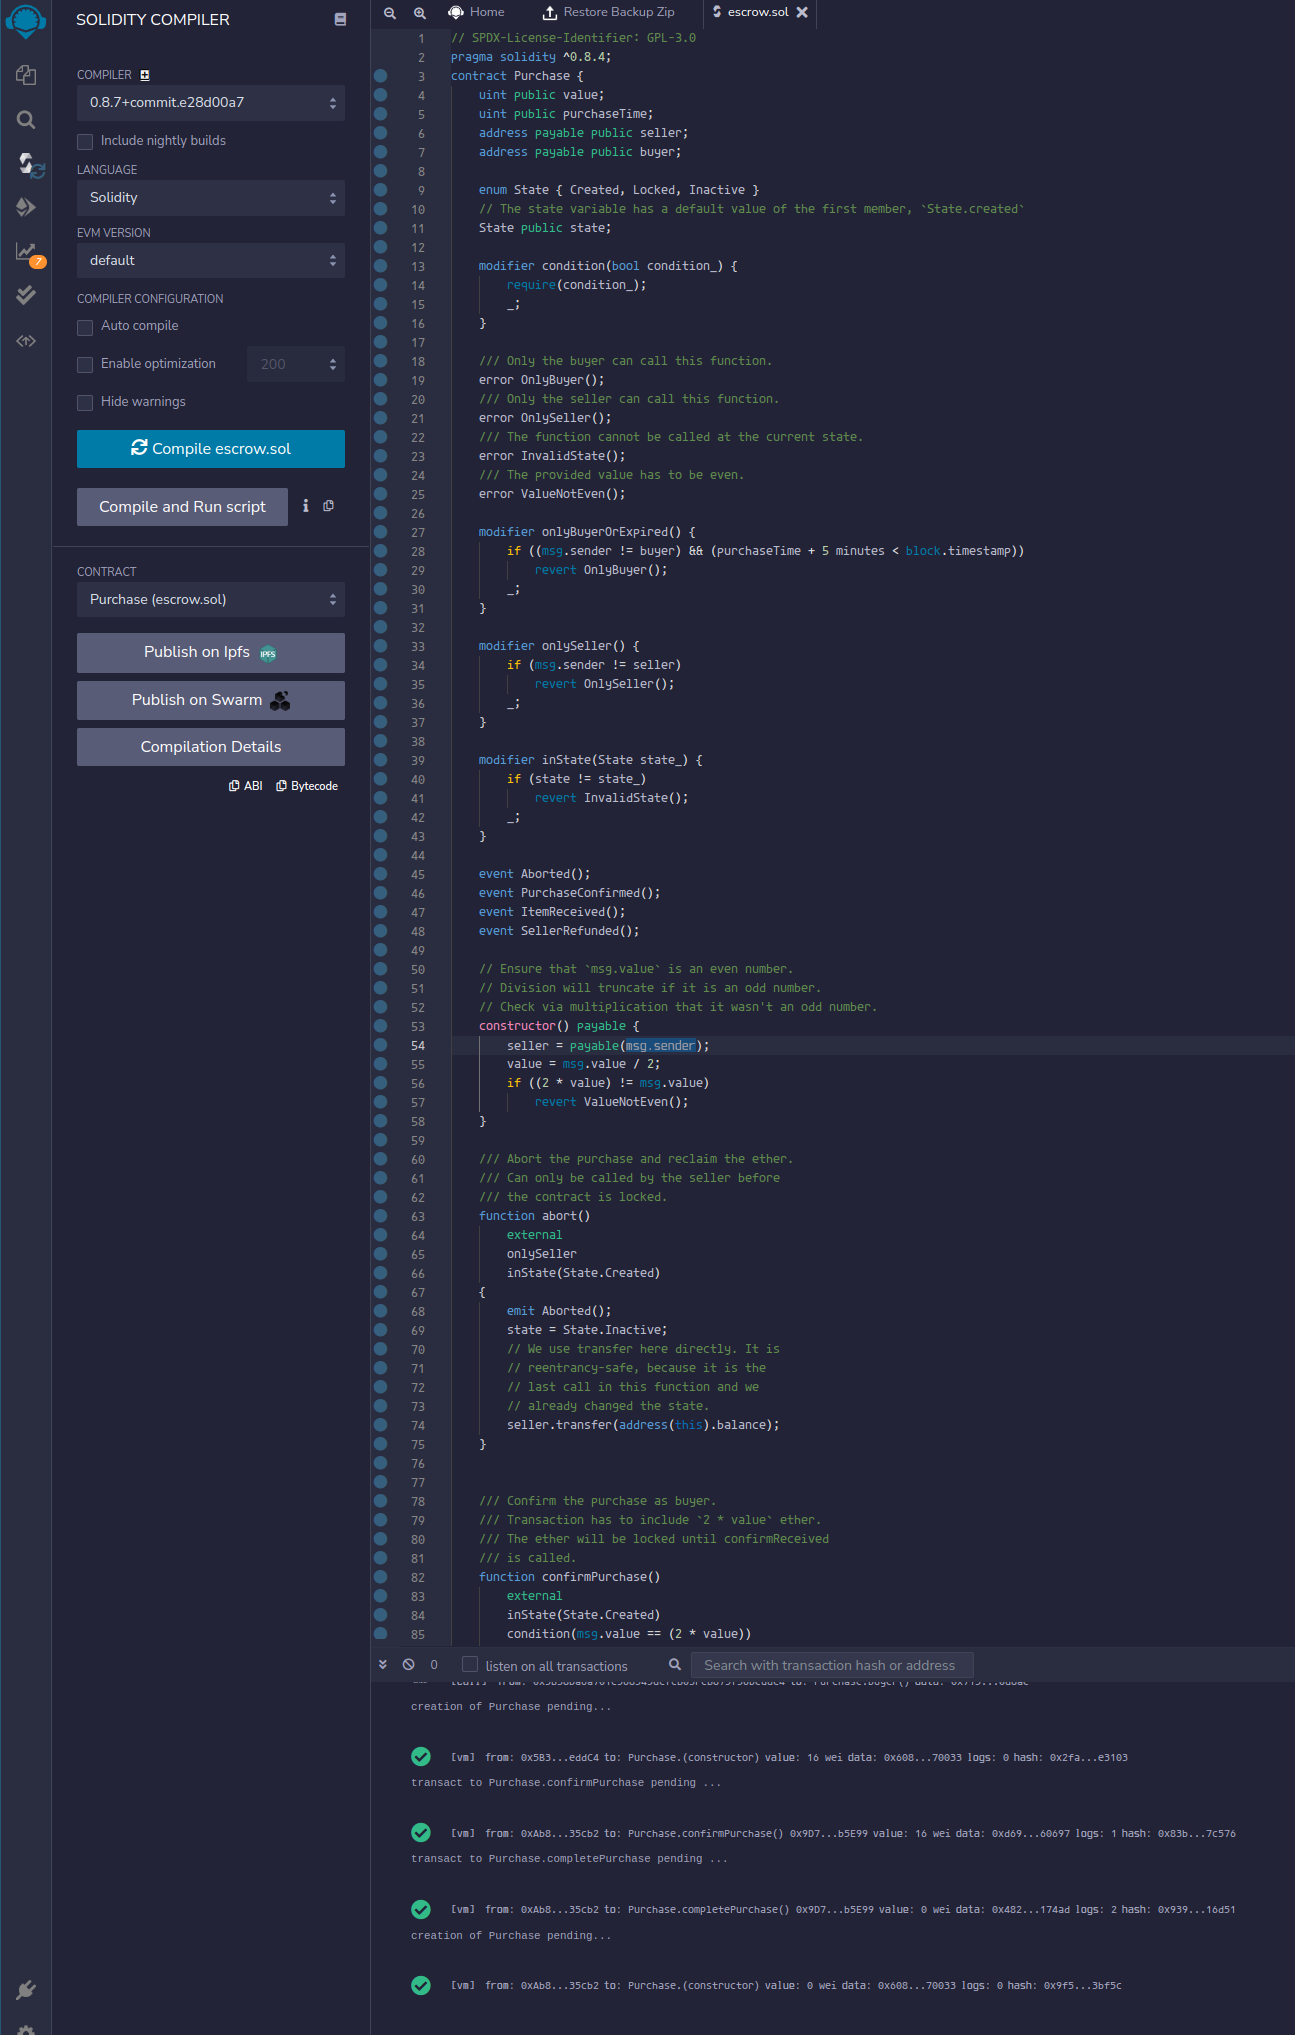 SOLIDITY COMPILER
COMPILER
0.8.7+commit.e28d00a7
Include nightly builds
LANGUAGE
Solidity
EVM VERSION
default
COMPILER CONFIGURATION
Auto compile
Enable optimization
200
Hide warnings
Compile escrow.sol
Compile and Run script
CONTRACT
Purchase (escrow.sol)
Publish on Ipfs
IPFS
Publish on Swarm
Compilation Details
ABI Bytecode
7
Home Restore Backup Zip escrow.sol
1 // SPDX-License-Identifier: GPL-3.0
2 pragma solidity ^0.8.4;
3 contract Purchase {
4 uint public value;
5 uint public purchaseTime;
6 address payable public seller;
7 address payable public buyer;
8
9 enum State { Created, Locked, Inactive }
10 // The state variable has a default value of the first member, `State.created`
11 State public state;
12
13 modifier condition(bool condition_) {
14 require(condition_);
15 _;
16 }
17
18 /// Only the buyer can call this function.
19 error OnlyBuyer();
20 /// Only the seller can call this function.
21 error OnlySeller();
22 /// The function cannot be called at the current state.
23 error InvalidState();
24 /// The provided value has to be even.
25 error ValueNotEven();
26
27 modifier onlyBuyerOrExpired() {
28 if ((msg.sender != buyer) && (purchaseTime + 5 minutes < block.timestamp))
29 revert OnlyBuyer();
30 _;
31 }
32
33 modifier onlySeller() {
34 if (msg.sender != seller)
35 revert OnlySeller();
36 _;
37 }
38
39 modifier inState(State state_) {
40 if (state != state_)
41 revert InvalidState();
42 _;
43 }
44
45 event Aborted();
46 event PurchaseConfirmed();
47 event ItemReceived();
48 event SellerRefunded();
49
50 // Ensure that `msg.value` is an even number.
51 // Division will truncate if it is an odd number.
52 // Check via multiplication that it wasn't an odd number.
53 constructor() payable {
54 seller = payable(msg.sender);
55 value = msg.value / 2;
56 if ((2 * value) != msg.value)
57 revert ValueNotEven();
58 }
59
60 /// Abort the purchase and reclaim the ether.
61 /// Can only be called by the seller before
62 /// the contract is locked.
63 function abort()
64 external
65 onlySeller
66 inState(State.Created)
67 {
68 emit Aborted();
69 state = State.Inactive;
70 // We use transfer here directly. It is
71 // reentrancy-safe, because it is the
72 // last call in this function and we
73 // already changed the state.
74 seller.transfer(address(this).balance);
75 }
76
77
78 /// Confirm the purchase as buyer.
79 /// Transaction has to include `2 * value` ether.
80 /// The ether will be locked until confirmReceived
81 /// is called.
82 function confirmPurchase()
83 external
84 inState(State.Created)
85 condition(msg.value == (2 * value))
0 listen on all transactions Search with transaction hash or address
creation of Purchase pending...
[vm] from: 0x5B3...eddC4 to: Purchase.(constructor) value: 16 wei data: 0x608...70033 logs: 0 hash: 0x2fa...e3103
transact to Purchase.confirmPurchase pending ...
[vm] from: 0xAb8...35cb2 to: Purchase.confirmPurchase() 0x9D7...b5E99 value: 16 wei data: 0xd69...60697 logs: 1 hash: 0x83b...7c576
transact to Purchase.completePurchase pending ...
[vm] from: 0xAb8...35cb2 to: Purchase.completePurchase() 0x9D7...b5E99 value: 0 wei data: 0x482...174ad logs: 2 hash: 0x939...16d51
creation of Purchase pending...
[vm] from: 0xAb8...35cb2 to: Purchase.(constructor) value: 0 wei data: 0x608...70033 logs: 0 hash: 0x9f5...3bf5c